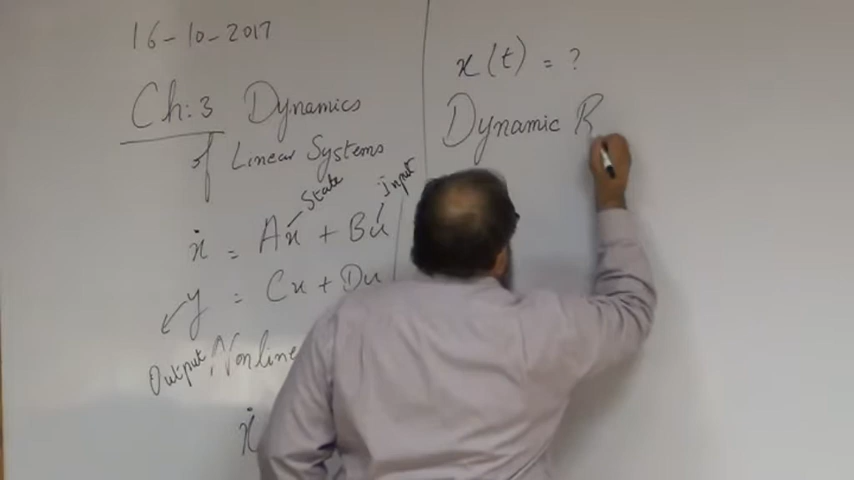 16-10-2017
Ch:3 Dynamics
of Linear Systems
State
Input
ẋ = Ax + Bu
y = Cx + Du
Output
ẋ
x(t) = ?
Dynamic R